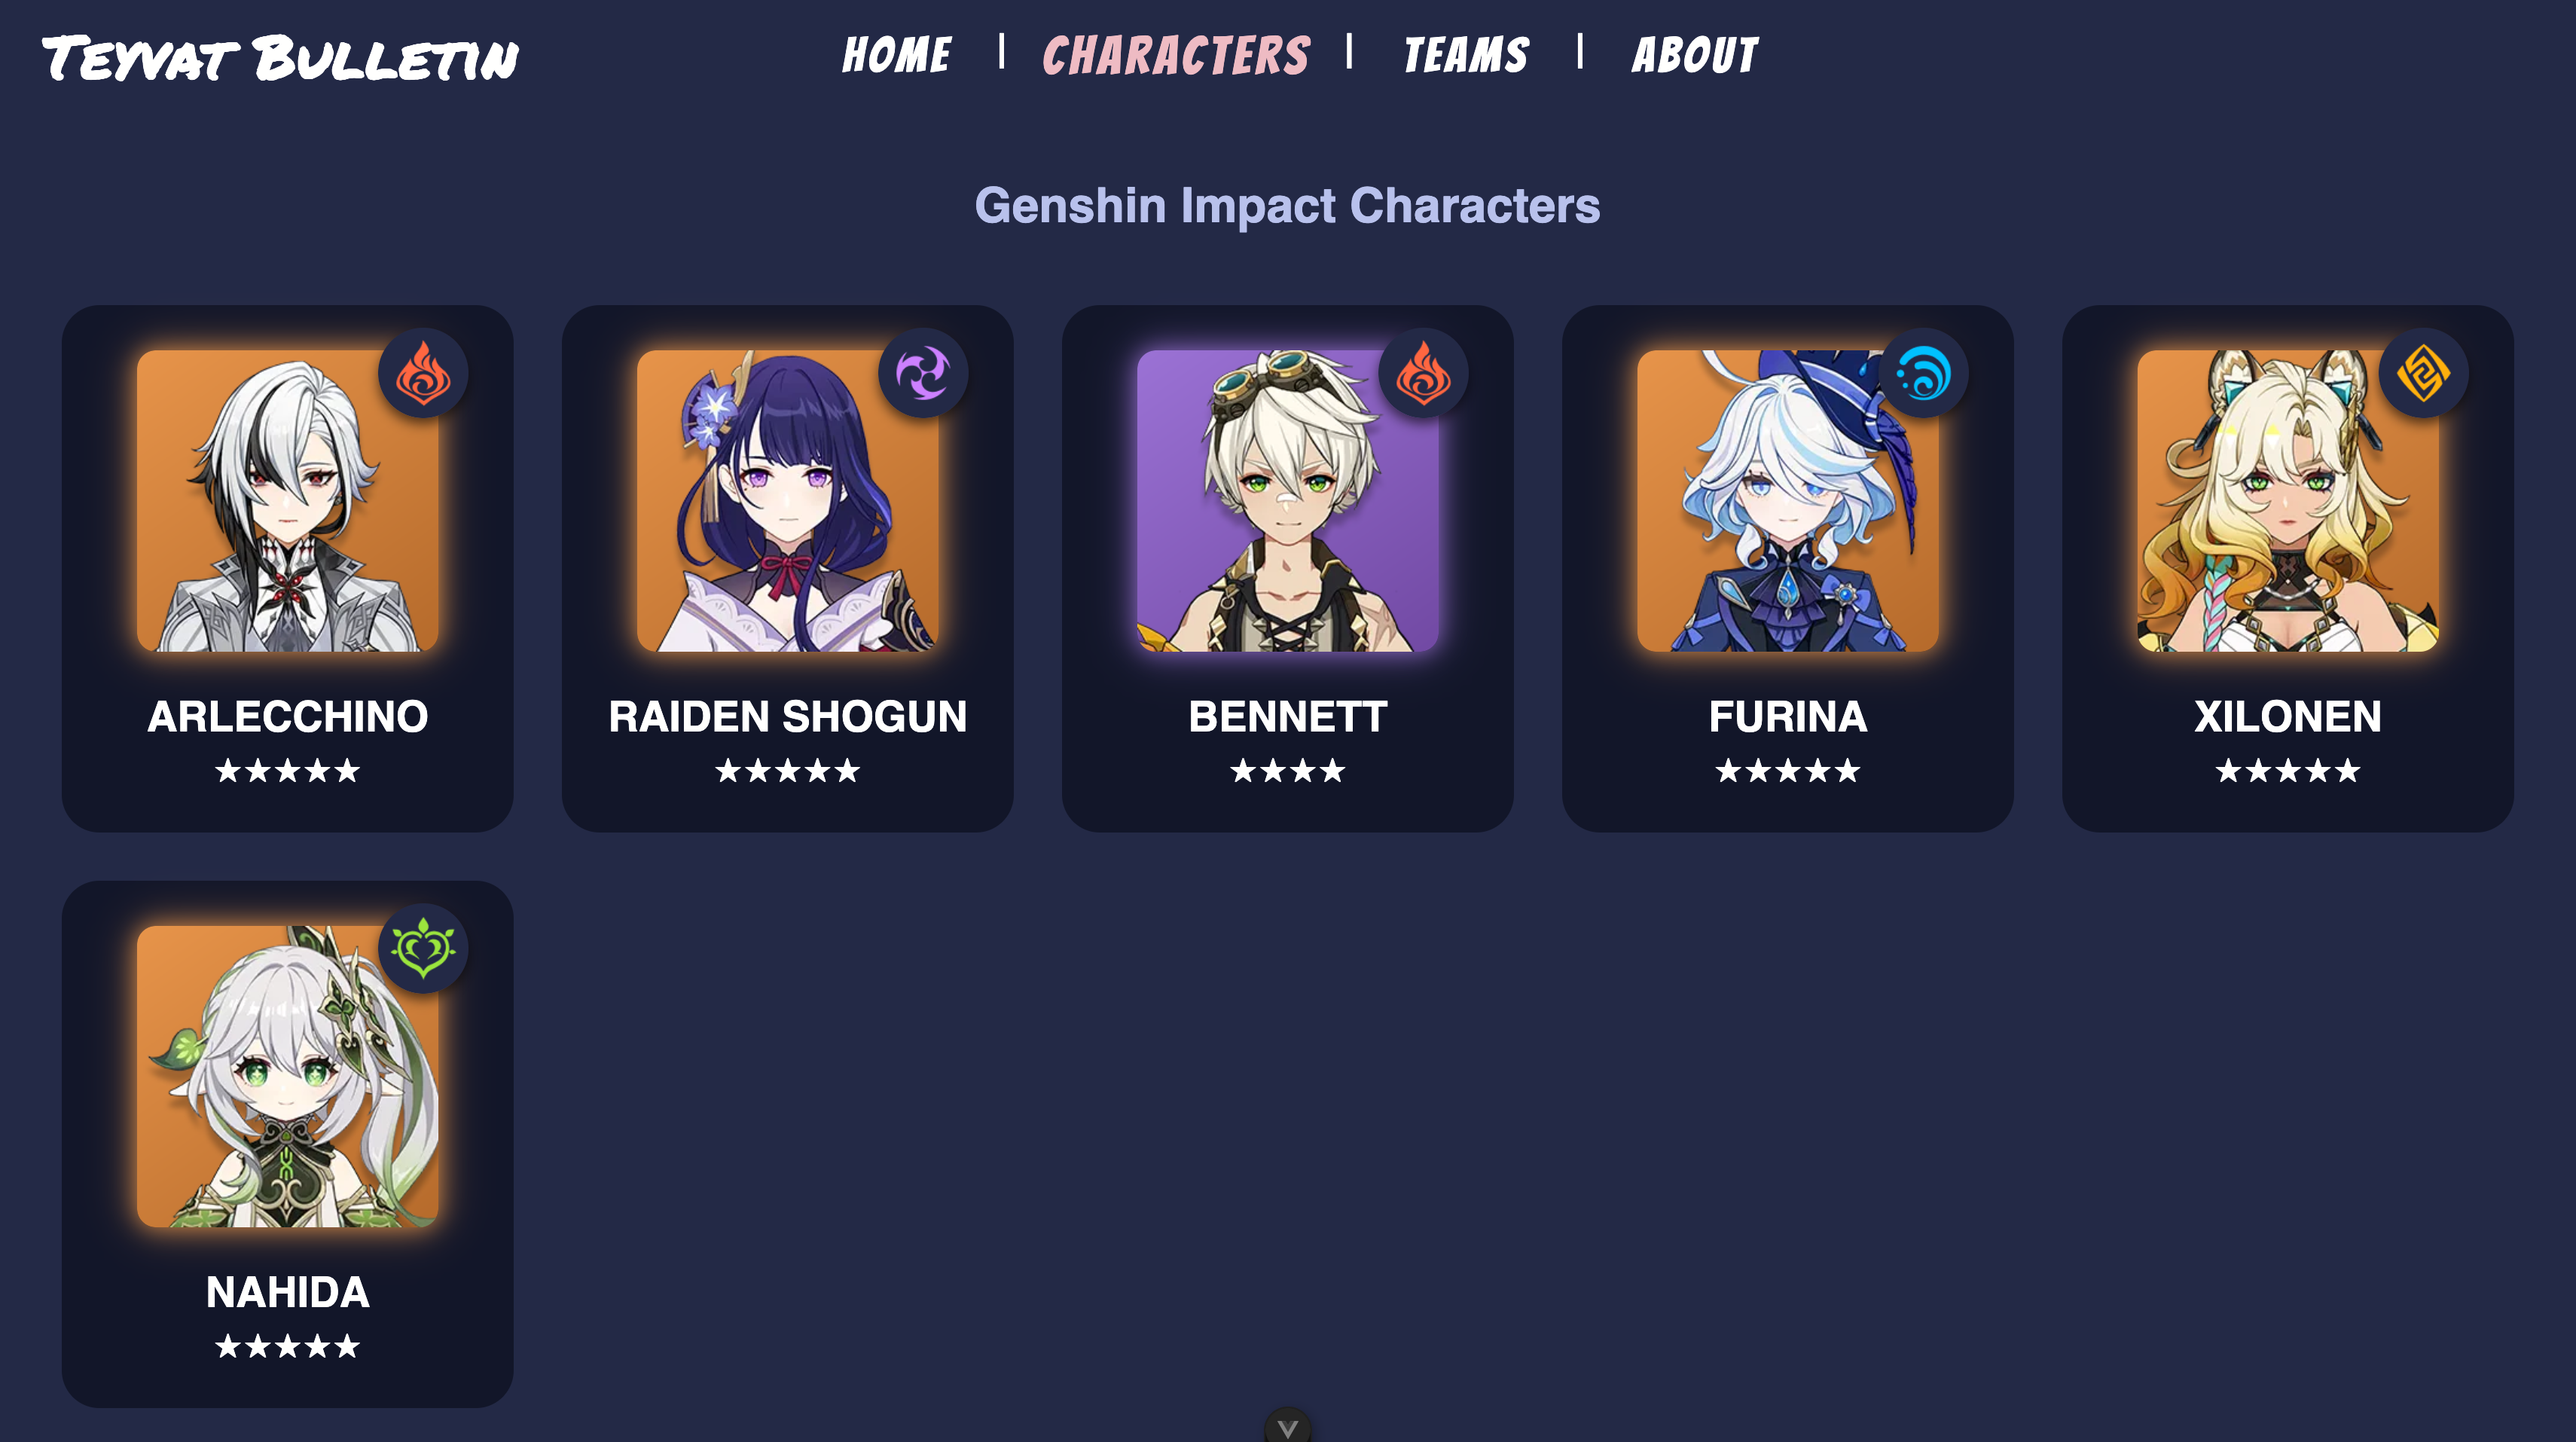 TEYVAT BULLETIN
HOME | CHARACTERS | TEAMS | ABOUT
Genshin Impact Characters
ARLECCHINO
★★★★★
RAIDEN SHOGUN
★★★★★
BENNETT
★★★★
FURINA
★★★★★
XILONEN
★★★★★
NAHIDA
★★★★★